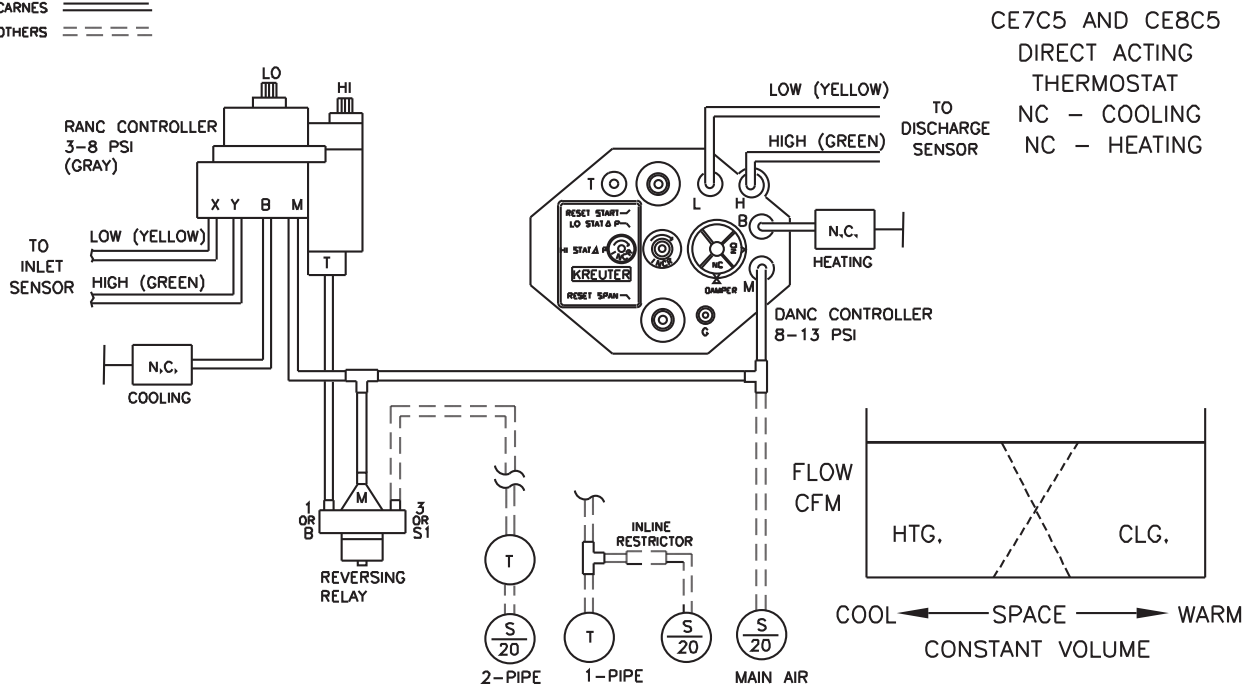 CARNES
OTHERS
CE7C5 AND CE8C5
DIRECT ACTING
THERMOSTAT
NC - COOLING
NC - HEATING
LO
HI
RANC CONTROLLER
3-8 PSI
(GRAY)
X Y B M
T
TO
INLET
SENSOR
LOW (YELLOW)
HIGH (GREEN)
N.C.
COOLING
LOW (YELLOW)
HIGH (GREEN)
TO
DISCHARGE
SENSOR
T
L
H
B
M
G
RESET START
LO STAT Δ P
HI STAT Δ P
INCR
INCR
KREUTER
RESET SPAN
NO
NC
DAMPER
N.C.
HEATING
DANC CONTROLLER
8-13 PSI
M
1
OR
B
3
OR
S1
REVERSING
RELAY
INLINE
RESTRICTOR
T
S
20
2-PIPE
T
1-PIPE
S
20
S
20
MAIN AIR
FLOW
CFM
HTG.
CLG.
COOL SPACE WARM
CONSTANT VOLUME